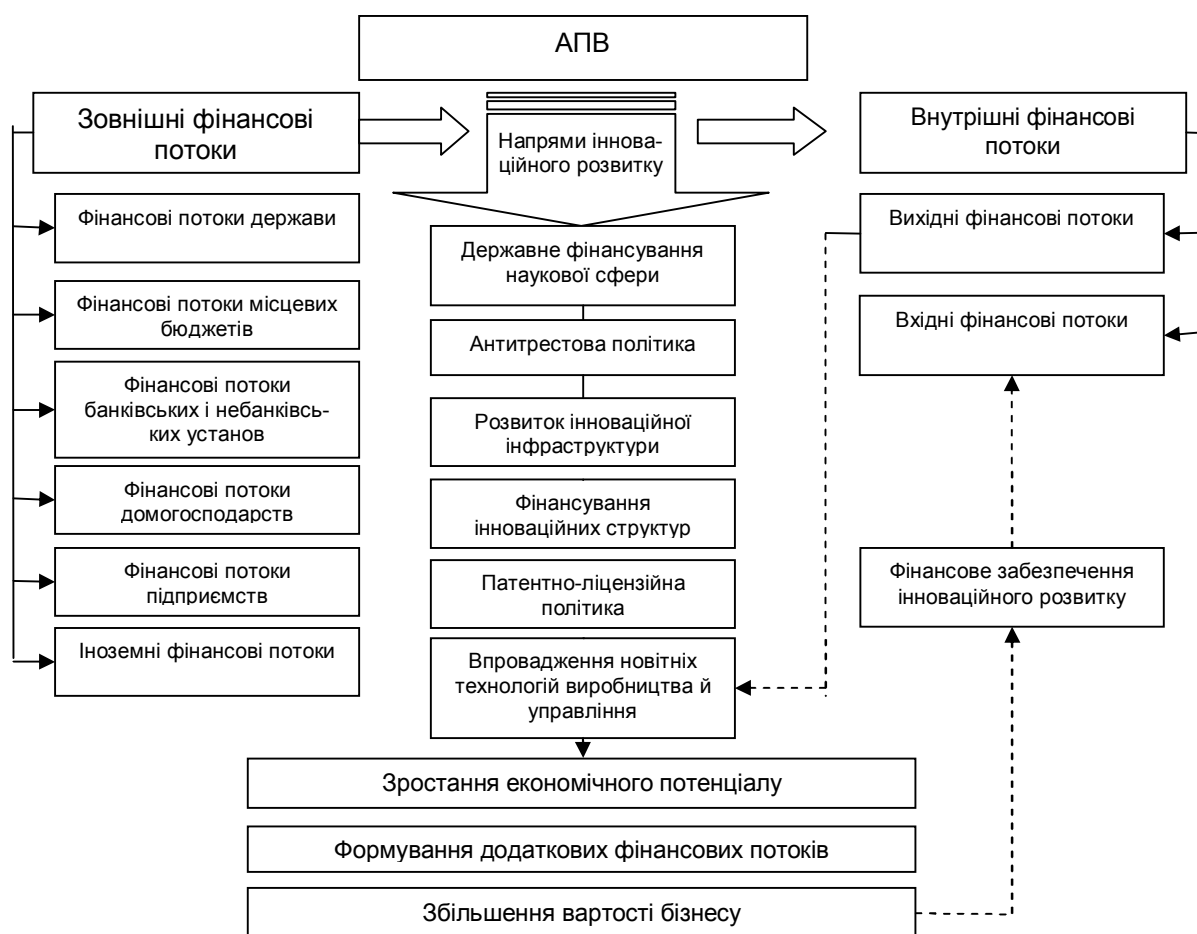 АПВ
Зовнішні фінансові
потоки
Напрями іннова-
ційного розвитку
Внутрішні фінансові
потоки
Фінансові потоки держави
Фінансові потоки місцевих
бюджетів
Фінансові потоки
банківських і небанківсь-
ких установ
Фінансові потоки
домогосподарств
Фінансові потоки
підприємств
Іноземні фінансові потоки
Державне фінансування
наукової сфери
Антитрестова політика
Розвиток інноваційної
інфраструктури
Фінансування
інноваційних структур
Патентно-ліцензійна
політика
Впровадження новітніх
технологій виробництва й
управління
Вихідні фінансові потоки
Вхідні фінансові потоки
Фінансове забезпечення
інноваційного розвитку
Зростання економічного потенціалу
Формування додаткових фінансових потоків
Збільшення вартості бізнесу